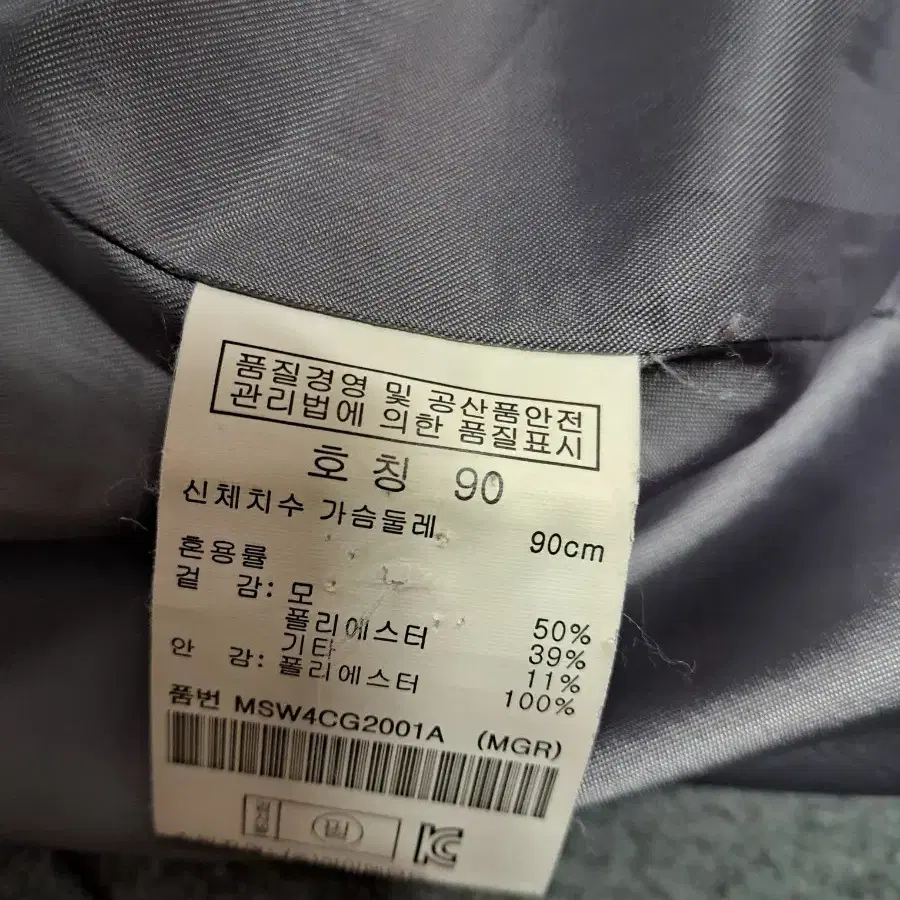 품질경영 및 공산품안전
관리법에 의한 품질표시
호 칭 90
신체치수 가슴둘레 90cm
혼용률
겉 감: 모 50%
폴리에스터 39%
기타 11%
안 감: 폴리에스터 100%
품번 MSW4CG2001A (MGR)